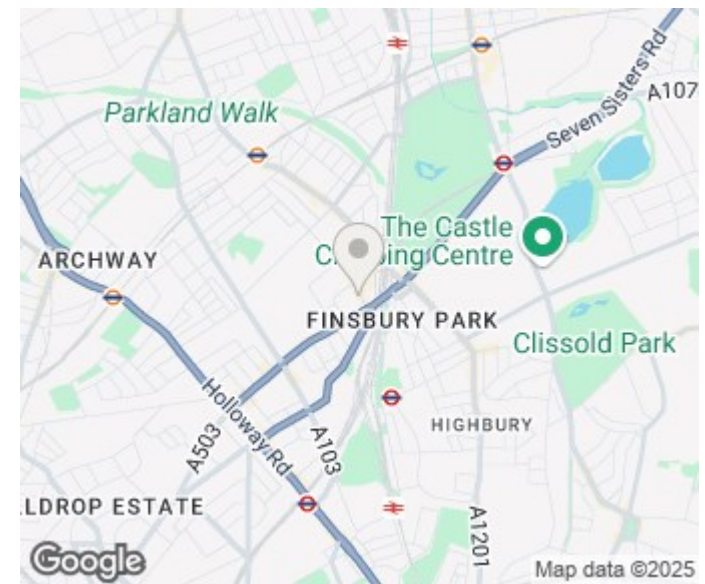 Seven Sisters Rd
A107
Parkland Walk
The Castle
Climbing Centre
ARCHWAY
FINSBURY PARK
Clissold Park
Holloway Rd
A503
A103
HIGHBURY
LLDROP ESTATE
A1201
Google
Map data ©2025